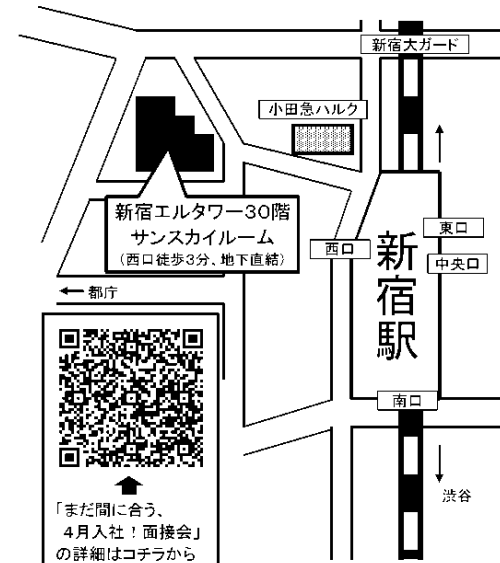 新宿大ガード
小田急ハルク
新宿エルタワー30階
サンスカイルーム
(西口徒歩3分、地下直結)
西口
東口
中央口
新宿駅
←都庁
南口
渋谷
「まだ間に合う、
4月入社！面接会」
の詳細はコチラから